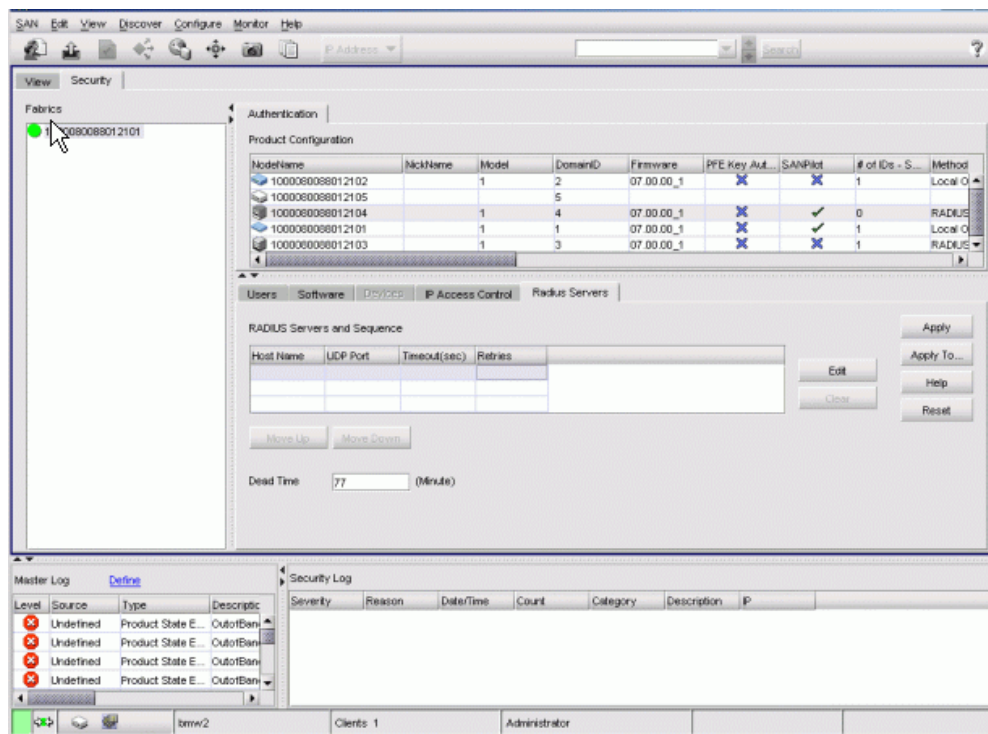 SAN Edit View Discover Configure Monitor Help
IP Address Search ?
View Security
Fabrics
1000080088012101
Authentication
Product Configuration
NodeName NickName Model DomainID Firmware PFE Key Aut... SANPilot # of IDs - S... Method
1000080088012102 1 2 07.00.00_1 1 Local O
1000080088012105 5
1000080088012104 1 4 07.00.00_1 0 RADIUS
1000080088012101 1 1 07.00.00_1 1 Local O
1000080088012103 1 3 07.00.00_1 1 RADIUS
Users Software Devices IP Access Control Radius Servers
RADIUS Servers and Sequence
Host Name UDP Port Timeout(sec) Retries
Apply
Apply To...
Edit
Help
Clear
Reset
Move Up Move Down
Dead Time 77 (Minute)
Master Log Define
Level Source Type Descriptic
Undefined Product State E... OutofBan
Undefined Product State E... OutofBan
Undefined Product State E... OutofBan
Undefined Product State E... OutofBan
Security Log
Severity Reason Date/Time Count Category Description IP
bmw2 Clients 1 Administrator